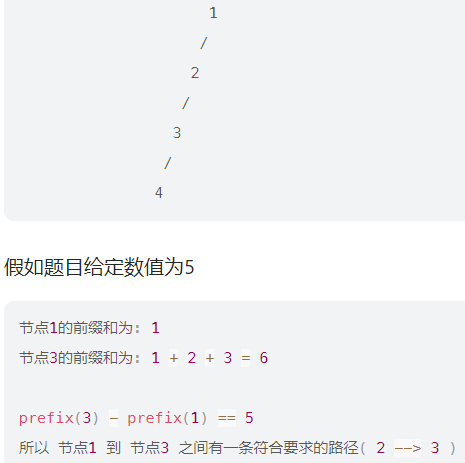 1
/
2
/
3
/
4
假如题目给定数值为5
节点1的前缀和为: 1
节点3的前缀和为: 1 + 2 + 3 = 6
prefix(3) - prefix(1) == 5
所以 节点1 到 节点3 之间有一条符合要求的路径( 2 --> 3 )